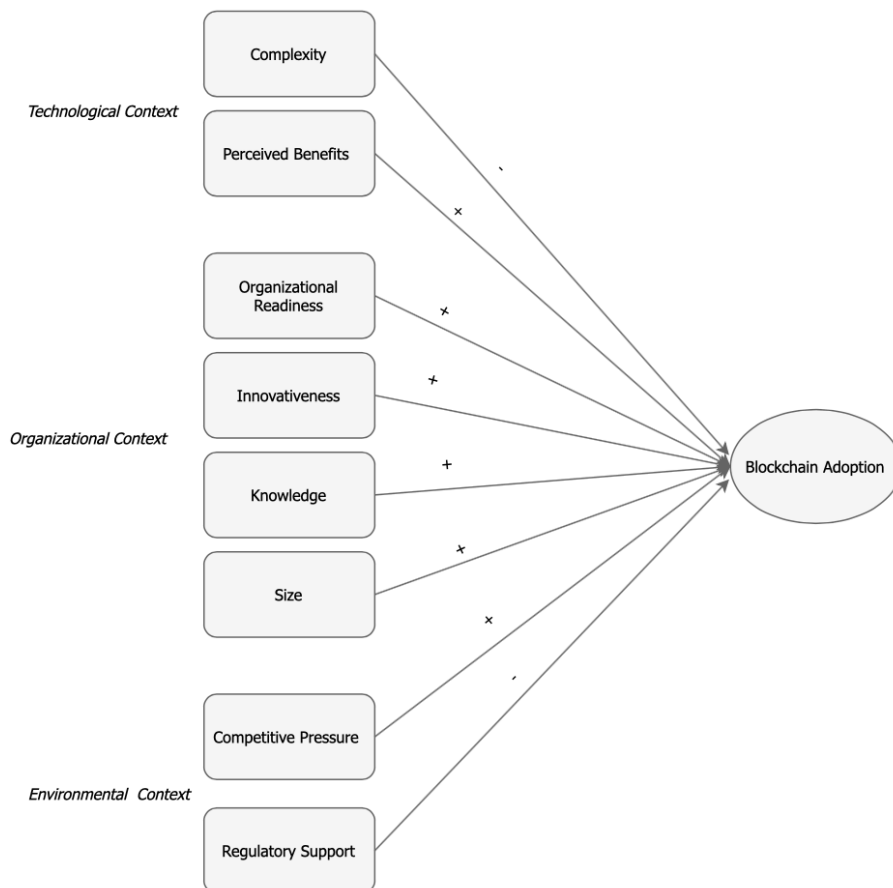 Complexity
Technological Context
Perceived Benefits
-
+
Organizational
Readiness
+
Innovativeness
+
Organizational Context
Blockchain Adoption
Knowledge
+
Size
+
Competitive Pressure
+
-
Environmental Context
Regulatory Support